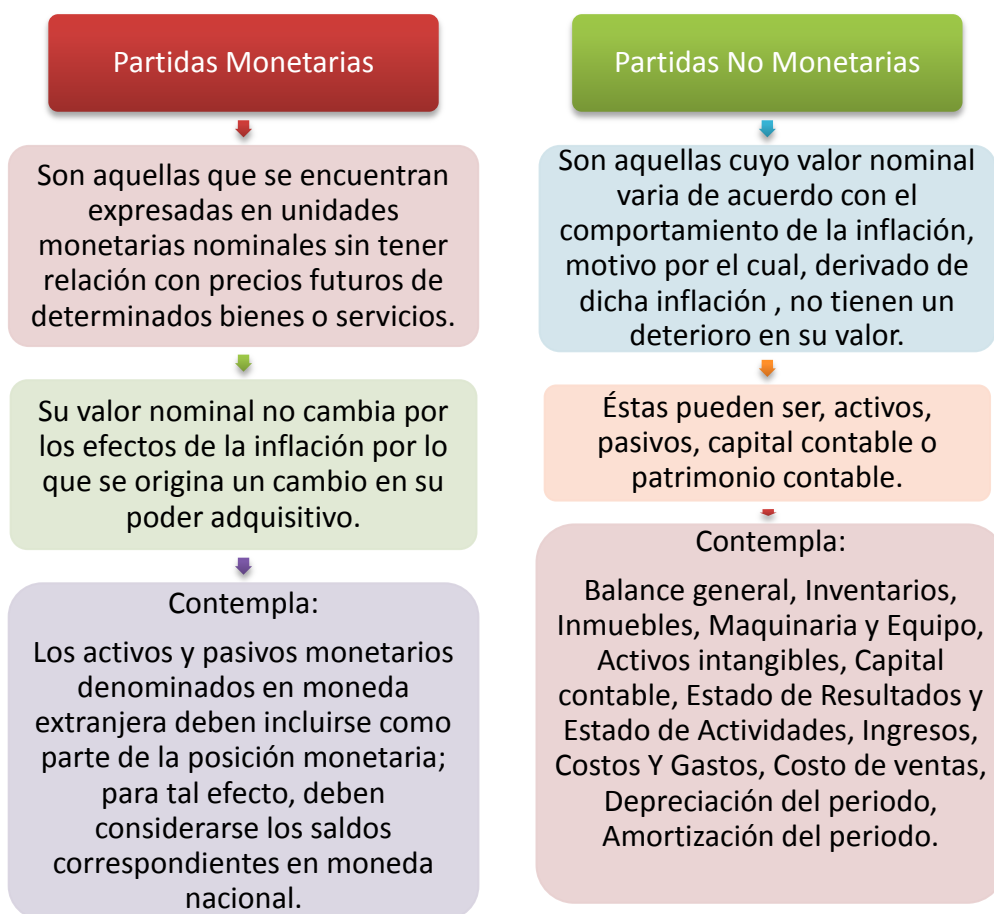 Partidas Monetarias
Son aquellas que se encuentran
expresadas en unidades
monetarias nominales sin tener
relación con precios futuros de
determinados bienes o servicios.
Su valor nominal no cambia por
los efectos de la inflación por lo
que se origina un cambio en su
poder adquisitivo.
Contempla:
Los activos y pasivos monetarios
denominados en moneda
extranjera deben incluirse como
parte de la posición monetaria;
para tal efecto, deben
considerarse los saldos
correspondientes en moneda
nacional.
Partidas No Monetarias
Son aquellas cuyo valor nominal
varia de acuerdo con el
comportamiento de la inflación,
motivo por el cual, derivado de
dicha inflación , no tienen un
deterioro en su valor.
Éstas pueden ser, activos,
pasivos, capital contable o
patrimonio contable.
Contempla:
Balance general, Inventarios,
Inmuebles, Maquinaria y Equipo,
Activos intangibles, Capital
contable, Estado de Resultados y
Estado de Actividades, Ingresos,
Costos Y Gastos, Costo de ventas,
Depreciación del periodo,
Amortización del periodo.